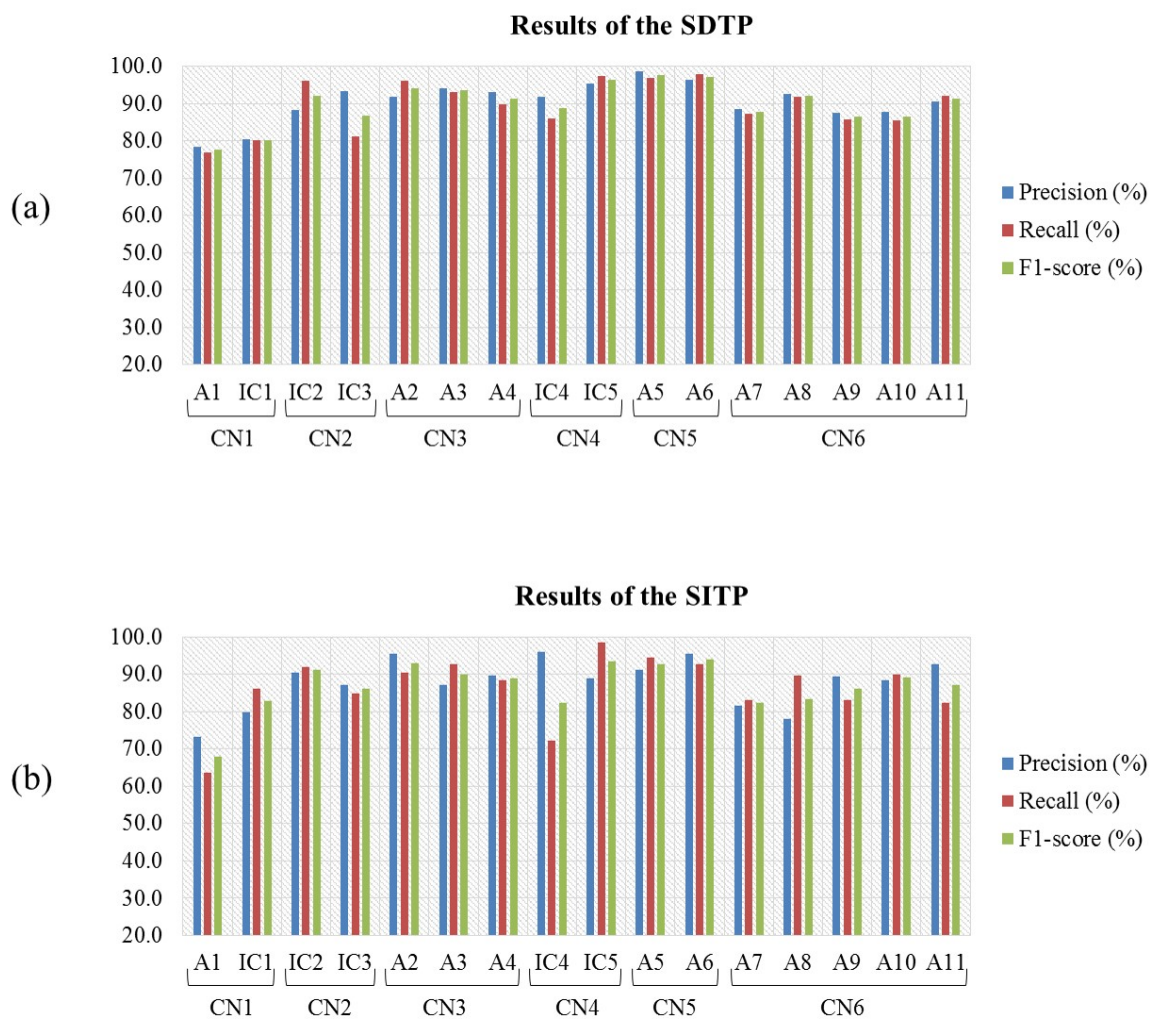 Results of the SDTP
(a)
100.0
90.0
80.0
70.0
60.0
50.0
40.0
30.0
20.0
Precision (%)
Recall (%)
F1-score (%)
A1 IC1 IC2 IC3 A2 A3 A4 IC4 IC5 A5 A6 A7 A8 A9 A10 A11
CN1 CN2 CN3 CN4 CN5 CN6
Results of the SITP
(b)
100.0
90.0
80.0
70.0
60.0
50.0
40.0
30.0
20.0
Precision (%)
Recall (%)
F1-score (%)
A1 IC1 IC2 IC3 A2 A3 A4 IC4 IC5 A5 A6 A7 A8 A9 A10 A11
CN1 CN2 CN3 CN4 CN5 CN6